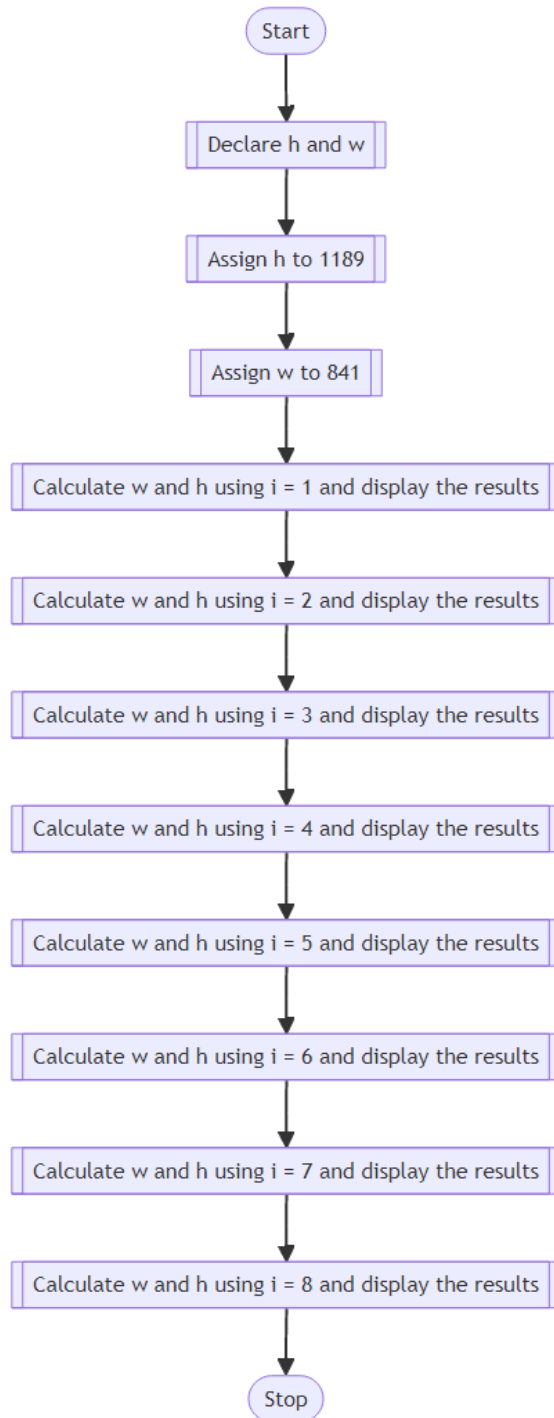 Start
Declare h and w
Assign h to 1189
Assign w to 841
Calculate w and h using i = 1 and display the results
Calculate w and h using i = 2 and display the results
Calculate w and h using i = 3 and display the results
Calculate w and h using i = 4 and display the results
Calculate w and h using i = 5 and display the results
Calculate w and h using i = 6 and display the results
Calculate w and h using i = 7 and display the results
Calculate w and h using i = 8 and display the results
Stop